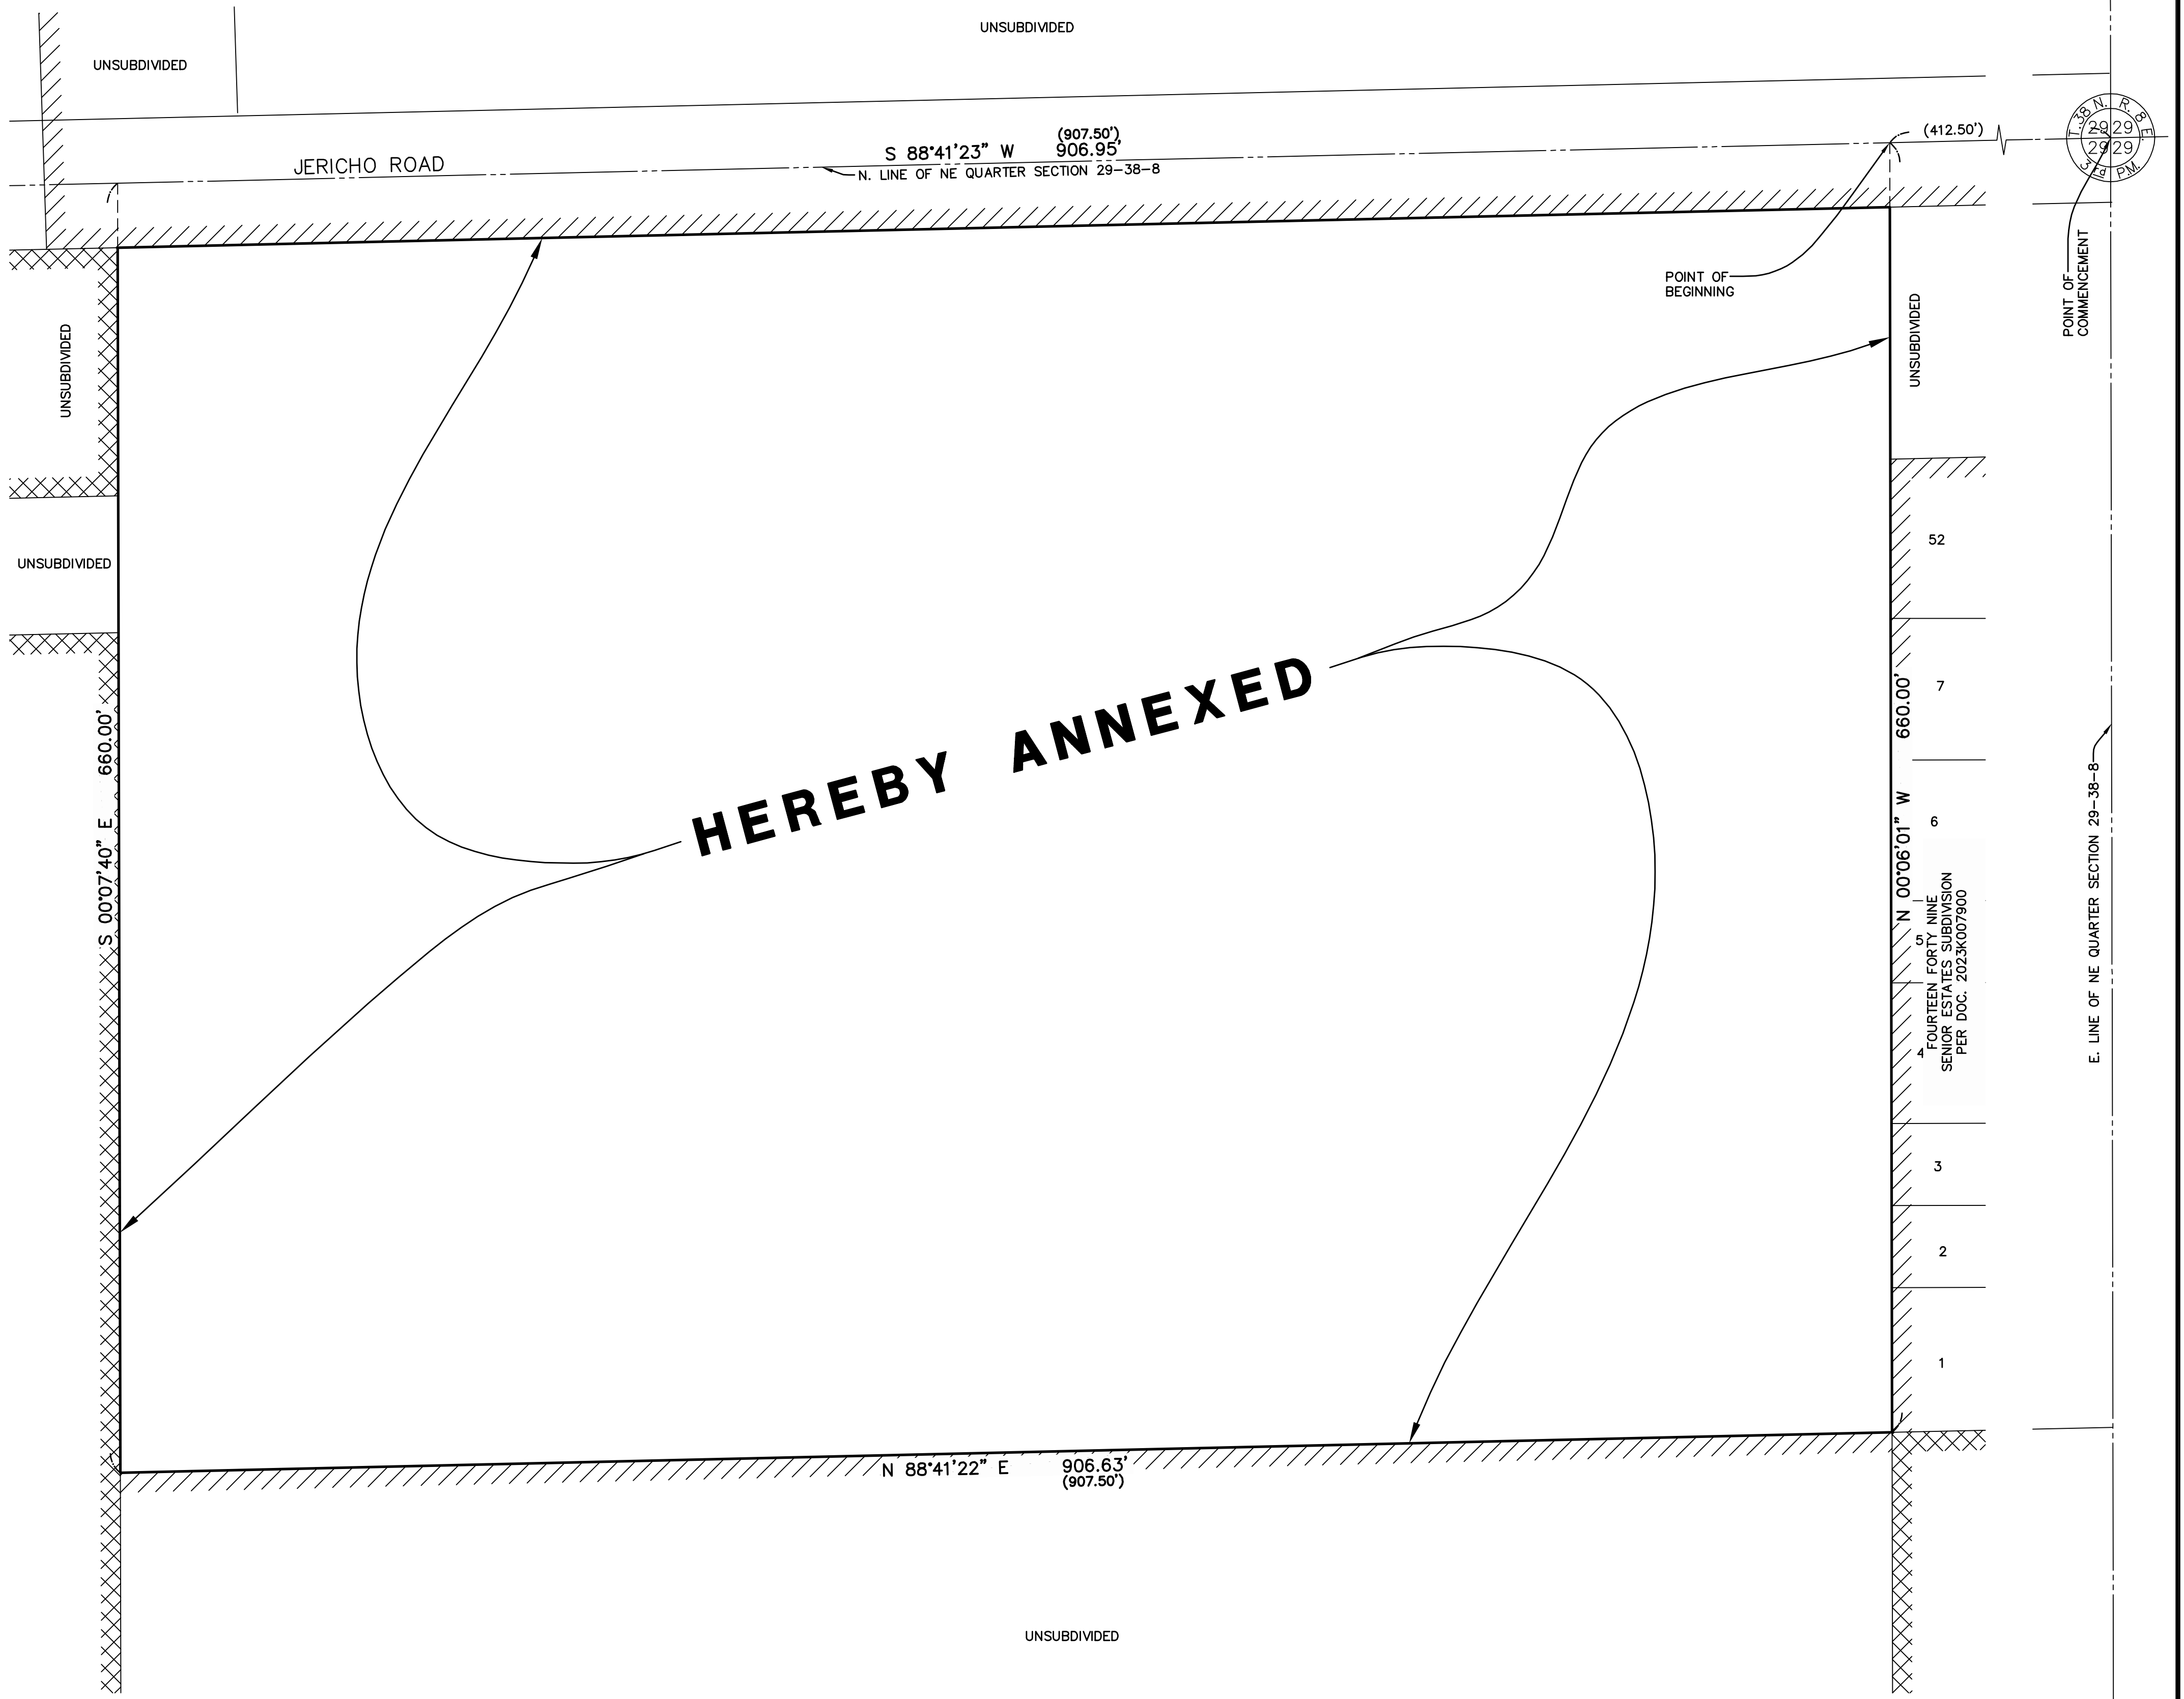 UNSUBDIVIDED
UNSUBDIVIDED
(907.50')
S 88°41'23" W 906.95'
JERICHO ROAD
N. LINE OF NE QUARTER SECTION 29-38-8
(412.50')
T.38 N. R. 8 E.
29 29
29 29
3rd P.M.
POINT OF
BEGINNING
POINT OF
COMMENCEMENT
UNSUBDIVIDED
UNSUBDIVIDED
UNSUBDIVIDED
52
7
6
5
4
3
2
1
HEREBY ANNEXED
S 00°07'40" E 660.00'
N 00°06'01" W 660.00'
FOURTEEN FORTY NINE
SENIOR ESTATES SUBDIVISION
PER DOC. 2023K007900
E. LINE OF NE QUARTER SECTION 29-38-8
N 88°41'22" E 906.63'
(907.50')
UNSUBDIVIDED